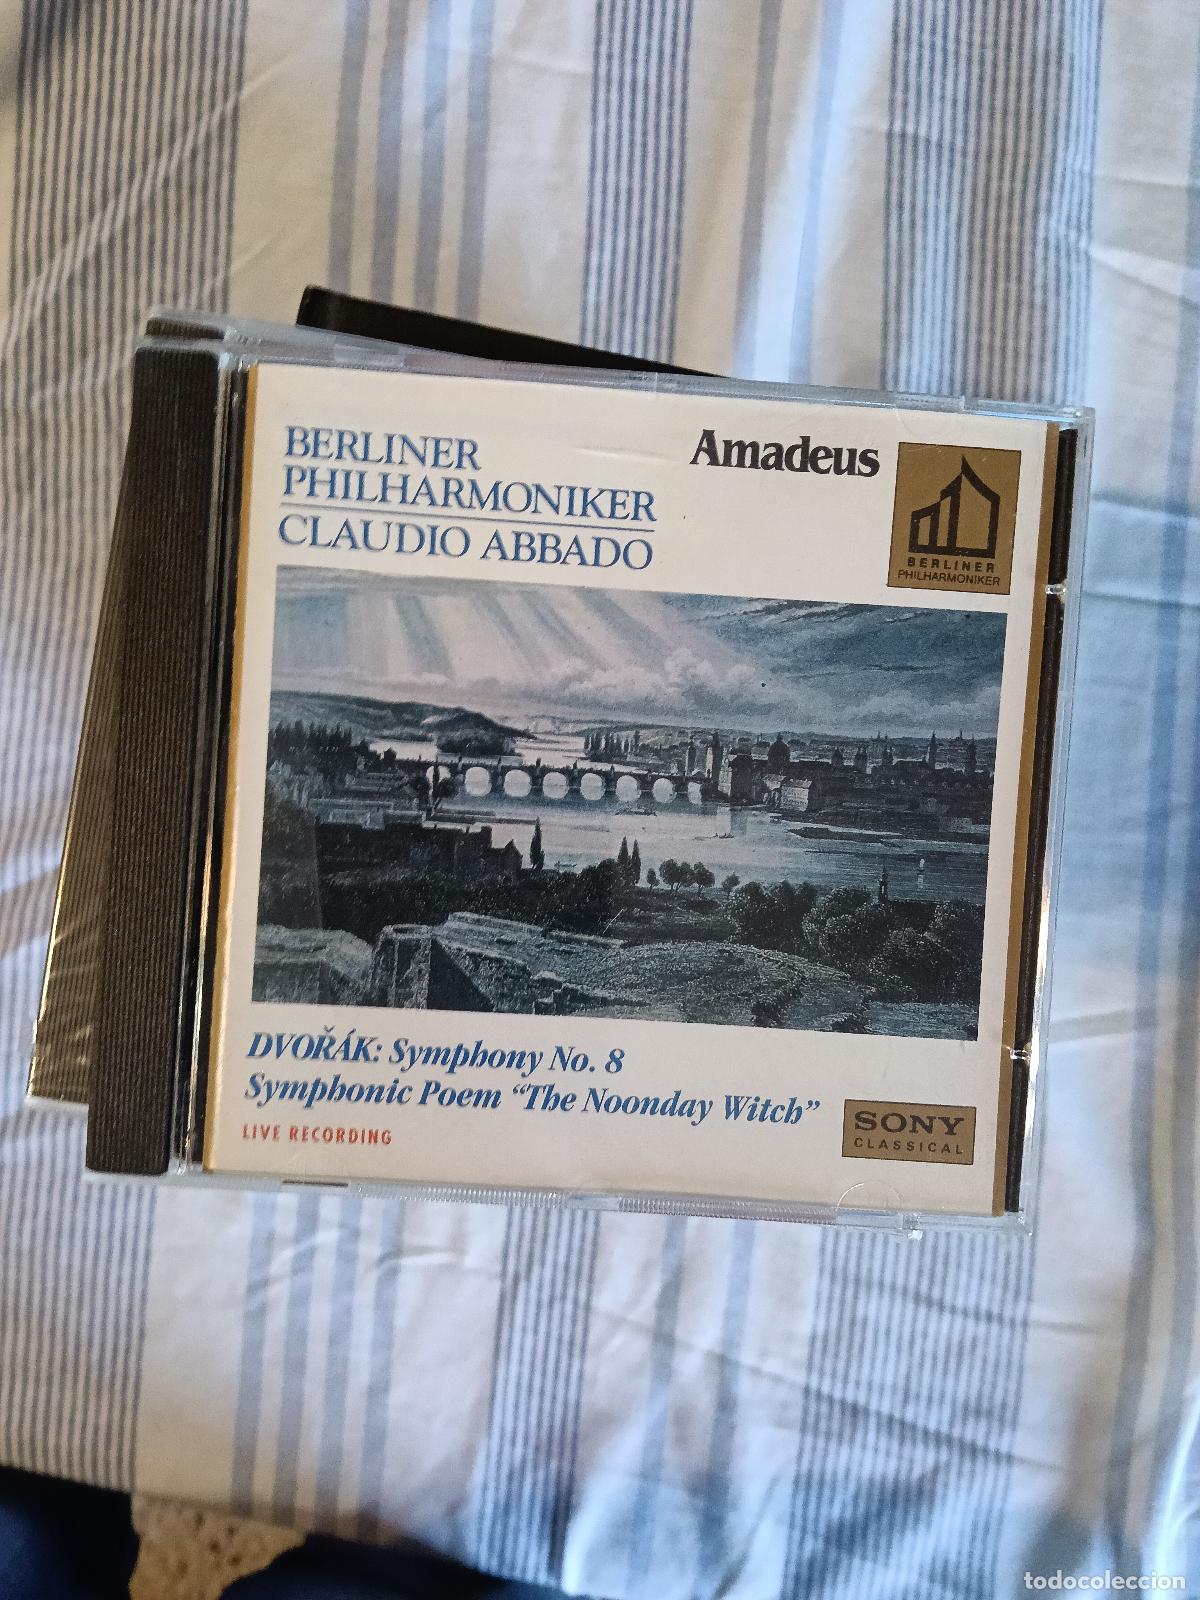 BERLINER
PHILHARMONIKER
CLAUDIO ABBADO
Amadeus
BERLINER
PHILHARMONIKER
DVOŘÁK: Symphony No. 8
Symphonic Poem “The Noonday Witch”
LIVE RECORDING
SONY
CLASSICAL
todocoleccion